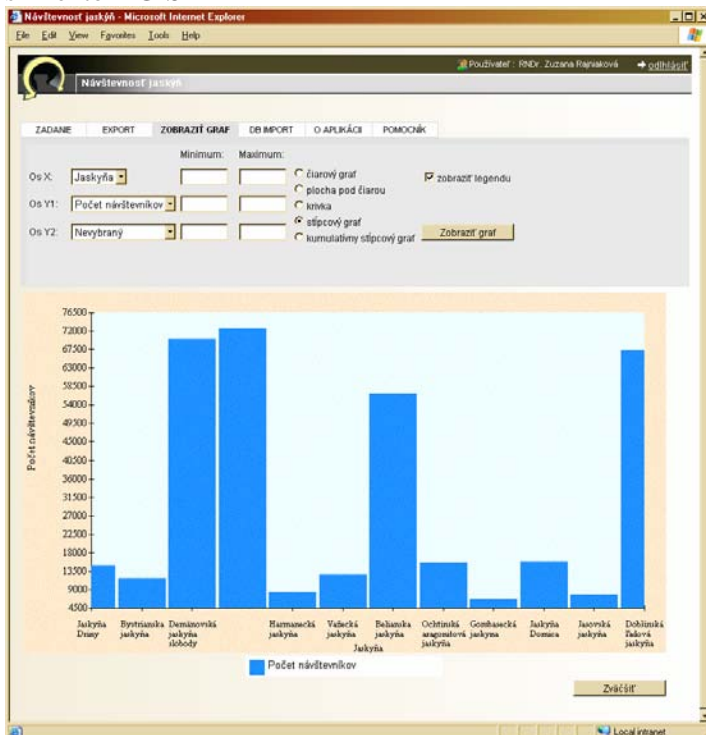 Návštevnosť jaskýň - Microsoft Internet Explorer
File Edit View Favorites Tools Help
Používateľ : RNDr. Zuzana Rajniaková odhlásiť
Návštevnosť jaskýň
ZADANIE EXPORT ZOBRAZIŤ GRAF DB IMPORT O APLIKÁCII POMOCNÍK
Minimum: Maximum:
Os X: Jaskyňa
Os Y1: Počet návštevníkov
Os Y2: Nevybraný
čiarový graf
plocha pod čiarou
krivka
stĺpcový graf
kumulatívny stĺpcový graf
zobraziť legendu
Zobraziť graf
76500
72000
67500
63000
58500
54000
49500
45000
40500
36000
31500
27000
22500
18000
13500
9000
4500
Počet návštevníkov
Jaskyňa
Driny
Bystrianska
jaskyňa
Demänovská
jaskyňa
slobody
Harmanecká
jaskyňa
Važecká
jaskyňa
Belianska
jaskyňa
Ochtinská
aragonitová
jaskyňa
Gombasecká
jaskyňa
Jaskyňa
Domica
Jasovská
jaskyňa
Dobšinská
ľadová
jaskyňa
Jaskyňa
Počet návštevníkov
Zväčšiť
Local intranet